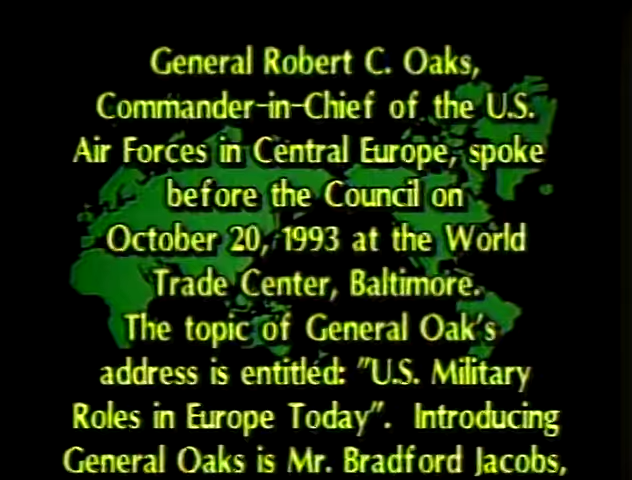 General Robert C. Oaks,
Commander-in-Chief of the U.S.
Air Forces in Central Europe, spoke
before the Council on
October 20, 1993 at the World
Trade Center, Baltimore.
The topic of General Oak's
address is entitled: "U.S. Military
Roles in Europe Today". Introducing
General Oaks is Mr. Bradford Jacobs,